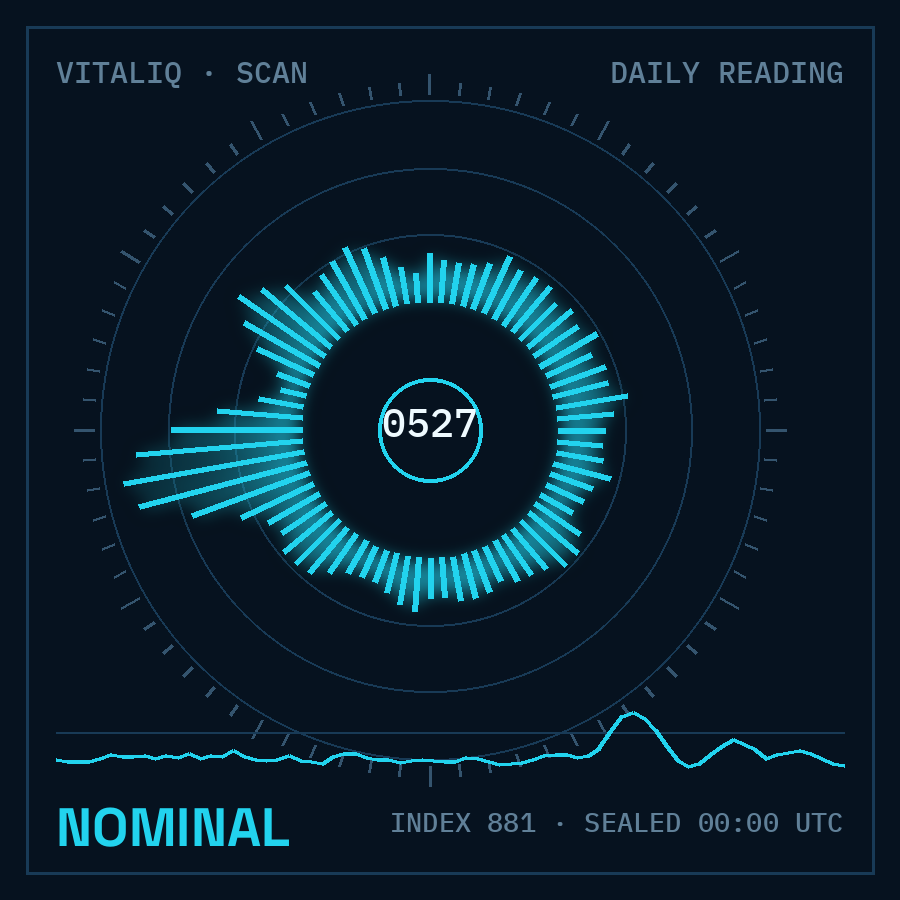 VITALIQ · SCAN
DAILY READING
0527
NOMINAL
INDEX 881 · SEALED 00:00 UTC